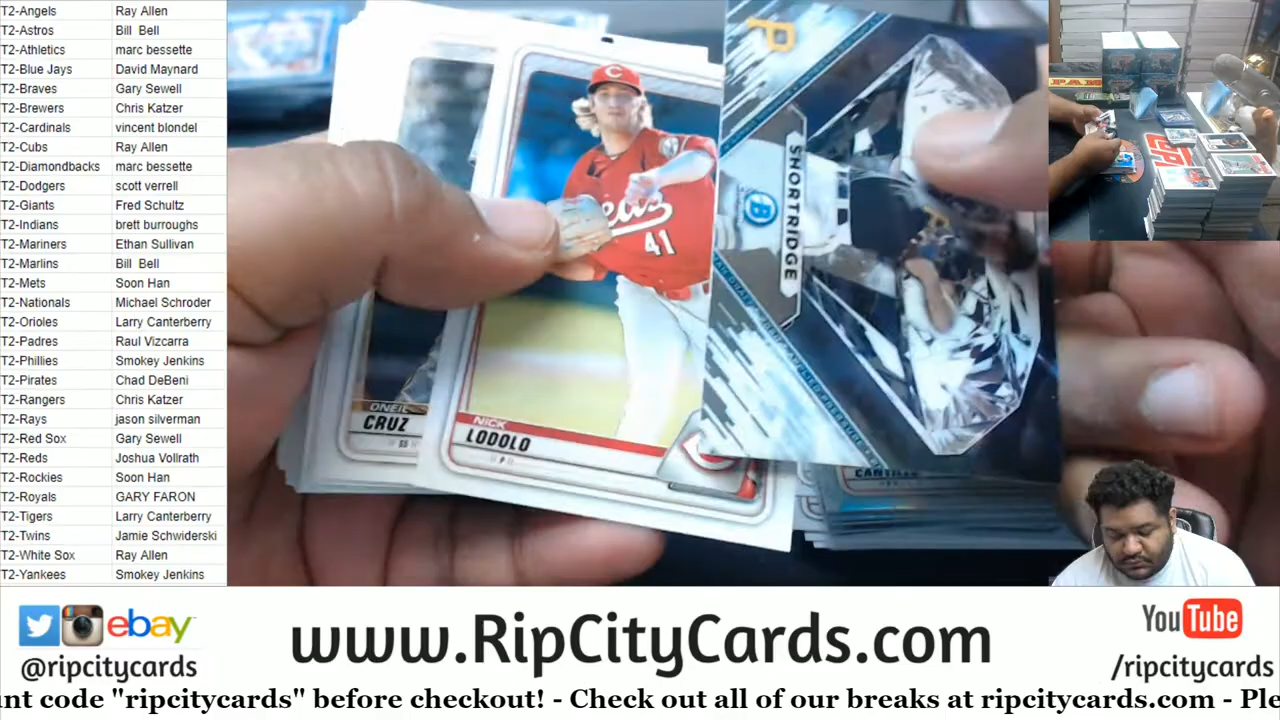 T2-Angels Ray Allen
T2-Astros Bill Bell
T2-Athletics marc bessette
T2-Blue Jays David Maynard
T2-Braves Gary Sewell
T2-Brewers Chris Katzer
T2-Cardinals vincent blondel
T2-Cubs Ray Allen
T2-Diamondbacks marc bessette
T2-Dodgers scott verrell
T2-Giants Fred Schultz
T2-Indians brett burroughs
T2-Mariners Ethan Sullivan
T2-Marlins Bill Bell
T2-Mets Soon Han
T2-Nationals Michael Schroder
T2-Orioles Larry Canterberry
T2-Padres Raul Vizcarra
T2-Phillies Smokey Jenkins
T2-Pirates Chad DeBeni
T2-Rangers Chris Katzer
T2-Rays jason silverman
T2-Red Sox Gary Sewell
T2-Reds Joshua Vollrath
T2-Rockies Soon Han
T2-Royals GARY FARON
T2-Tigers Larry Canterberry
T2-Twins Jamie Schwiderski
T2-White Sox Ray Allen
T2-Yankees Smokey Jenkins
C
Reds
41
ONEIL
CRUZ
SS
NICK
LODOLO
P
SHORTRIDGE
B
ebay
@ripcitycards
www.RipCityCards.com
YouTube
/ripcitycards
nt code "ripcitycards" before checkout! - Check out all of our breaks at ripcitycards.com - Ple